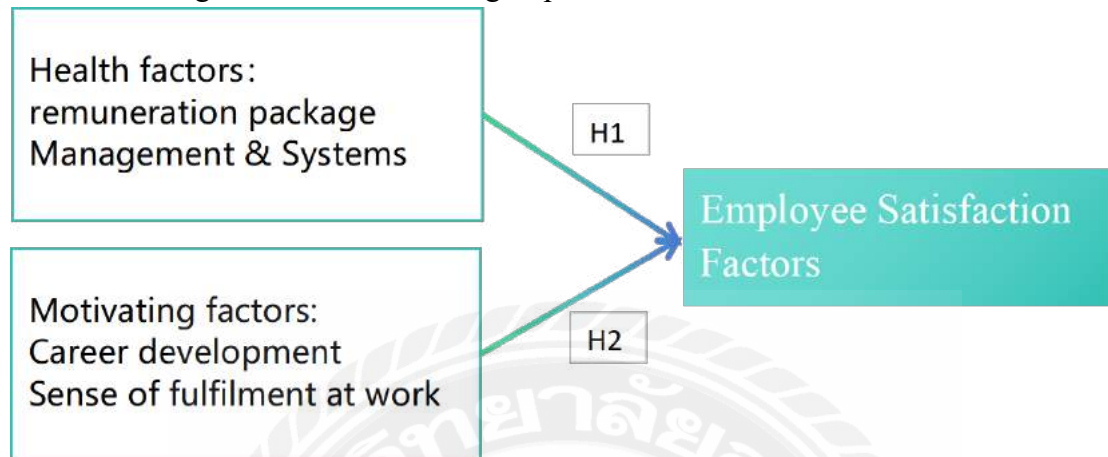 Health factors:
remuneration package
Management & Systems
H1
Employee Satisfaction
Factors
Motivating factors:
Career development
Sense of fulfilment at work
H2